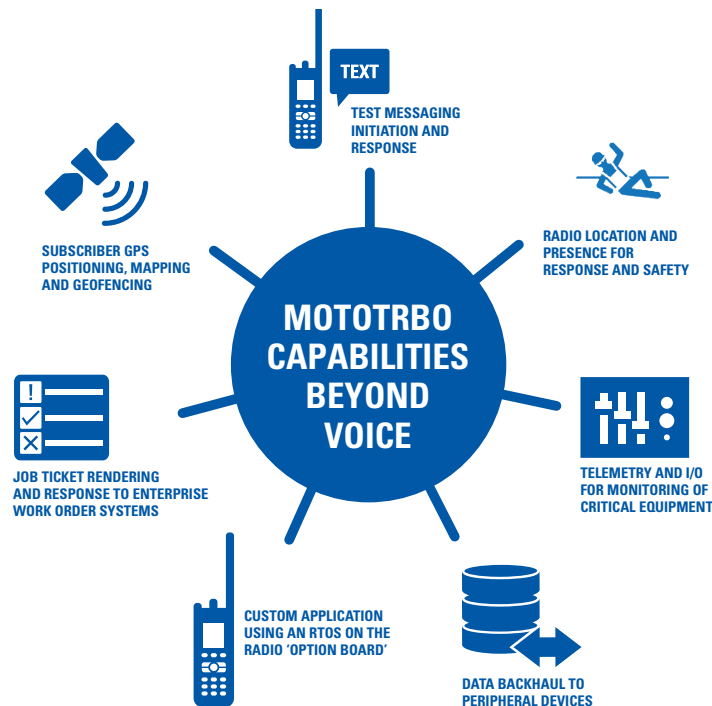 TEXT
TEST MESSAGING
INITIATION AND
RESPONSE
SUBSCRIBER GPS
POSITIONING, MAPPING
AND GEOFENCING
RADIO LOCATION AND
PRESENCE FOR
RESPONSE AND SAFETY
MOTOTRBO
CAPABILITIES
BEYOND
VOICE
JOB TICKET RENDERING
AND RESPONSE TO ENTERPRISE
WORK ORDER SYSTEMS
TELEMETRY AND I/O
FOR MONITORING OF
CRITICAL EQUIPMENT
CUSTOM APPLICATION
USING AN RTOS ON THE
RADIO ‘OPTION BOARD’
DATA BACKHAUL TO
PERIPHERAL DEVICES